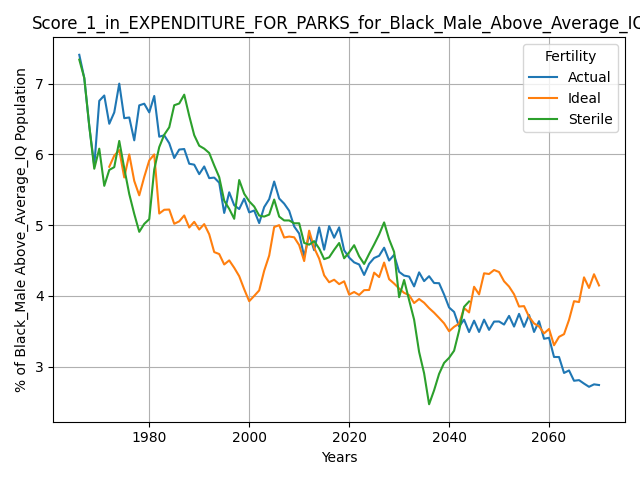 Score_1_in_EXPENDITURE_FOR_PARKS_for_Black_Male_Above_Average_IQ
% of Black_Male Above_Average_IQ Population
7
6
5
4
3
1980 2000 2020 2040 2060
Years
Fertility
Actual
Ideal
Sterile